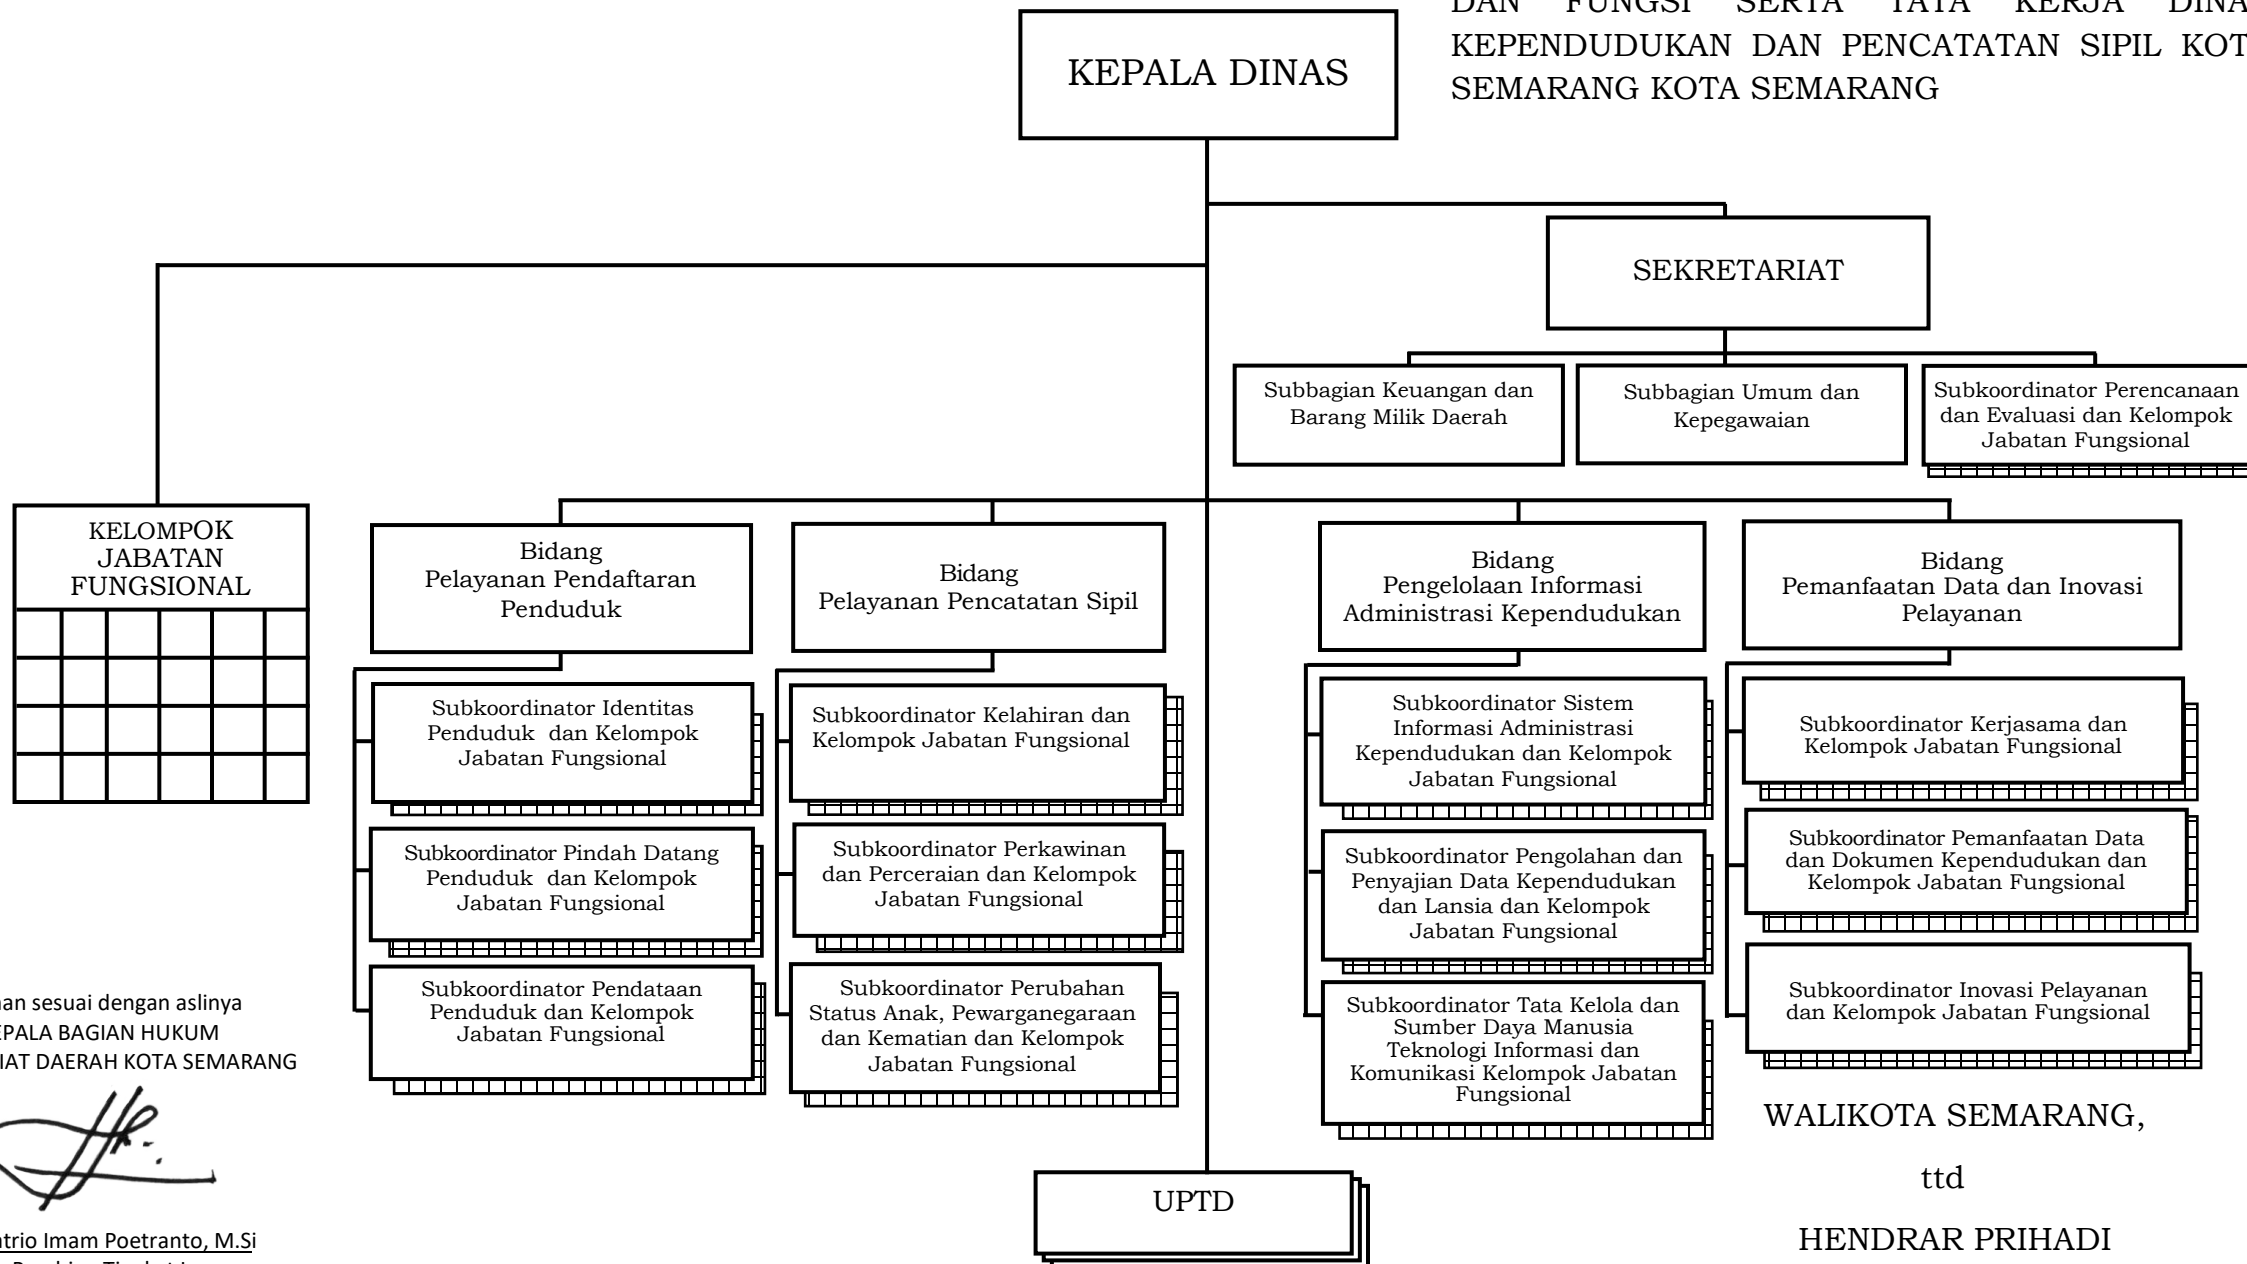 DAN FUNGSI SERTA TATA KERJA
KEPENDUDUKAN DAN PENCATATAN SIPIL
SEMARANG KOTA SEMARANG
KEPALA DINAS
SEKRETARIAT
Subbagian Keuangan dan
Barang Milik Daerah
Subbagian Umum dan
Kepegawaian
Subkoordinator Perencanaan
dan Evaluasi dan Kelompok
Jabatan Fungsional
KELOMPOK
JABATAN
FUNGSIONAL
Bidang
Pelayanan Pendaftaran
Penduduk
Bidang
Pelayanan Pencatatan Sipil
Bidang
Pengelolaan Informasi
Administrasi Kependudukan
Bidang
Pemanfaatan Data dan Inovasi
Pelayanan
Subkoordinator Identitas
Penduduk dan Kelompok
Jabatan Fungsional
Subkoordinator Pindah Datang
Penduduk dan Kelompok
Jabatan Fungsional
Subkoordinator Pendataan
Penduduk dan Kelompok
Jabatan Fungsional
Subkoordinator Kelahiran dan
Kelompok Jabatan Fungsional
Subkoordinator Perkawinan
dan Perceraian dan Kelompok
Jabatan Fungsional
Subkoordinator Perubahan
Status Anak, Pewarganegaraan
dan Kematian dan Kelompok
Jabatan Fungsional
Subkoordinator Sistem
Informasi Administrasi
Kependudukan dan Kelompok
Jabatan Fungsional
Subkoordinator Pengolahan dan
Penyajian Data Kependudukan
dan Lansia dan Kelompok
Jabatan Fungsional
Subkoordinator Tata Kelola dan
Sumber Daya Manusia
Teknologi Informasi dan
Komunikasi Kelompok Jabatan
Fungsional
Subkoordinator Kerjasama dan
Kelompok Jabatan Fungsional
Subkoordinator Pemanfaatan Data
dan Dokumen Kependudukan dan
Kelompok Jabatan Fungsional
Subkoordinator Inovasi Pelayanan
dan Kelompok Jabatan Fungsional
UPTD
sesuai dengan aslinya
BAGIAN HUKUM
DAERAH KOTA SEMARANG
Imam Poetranto, M.Si
WALIKOTA SEMARANG,
ttd
HENDRAR PRIHADI